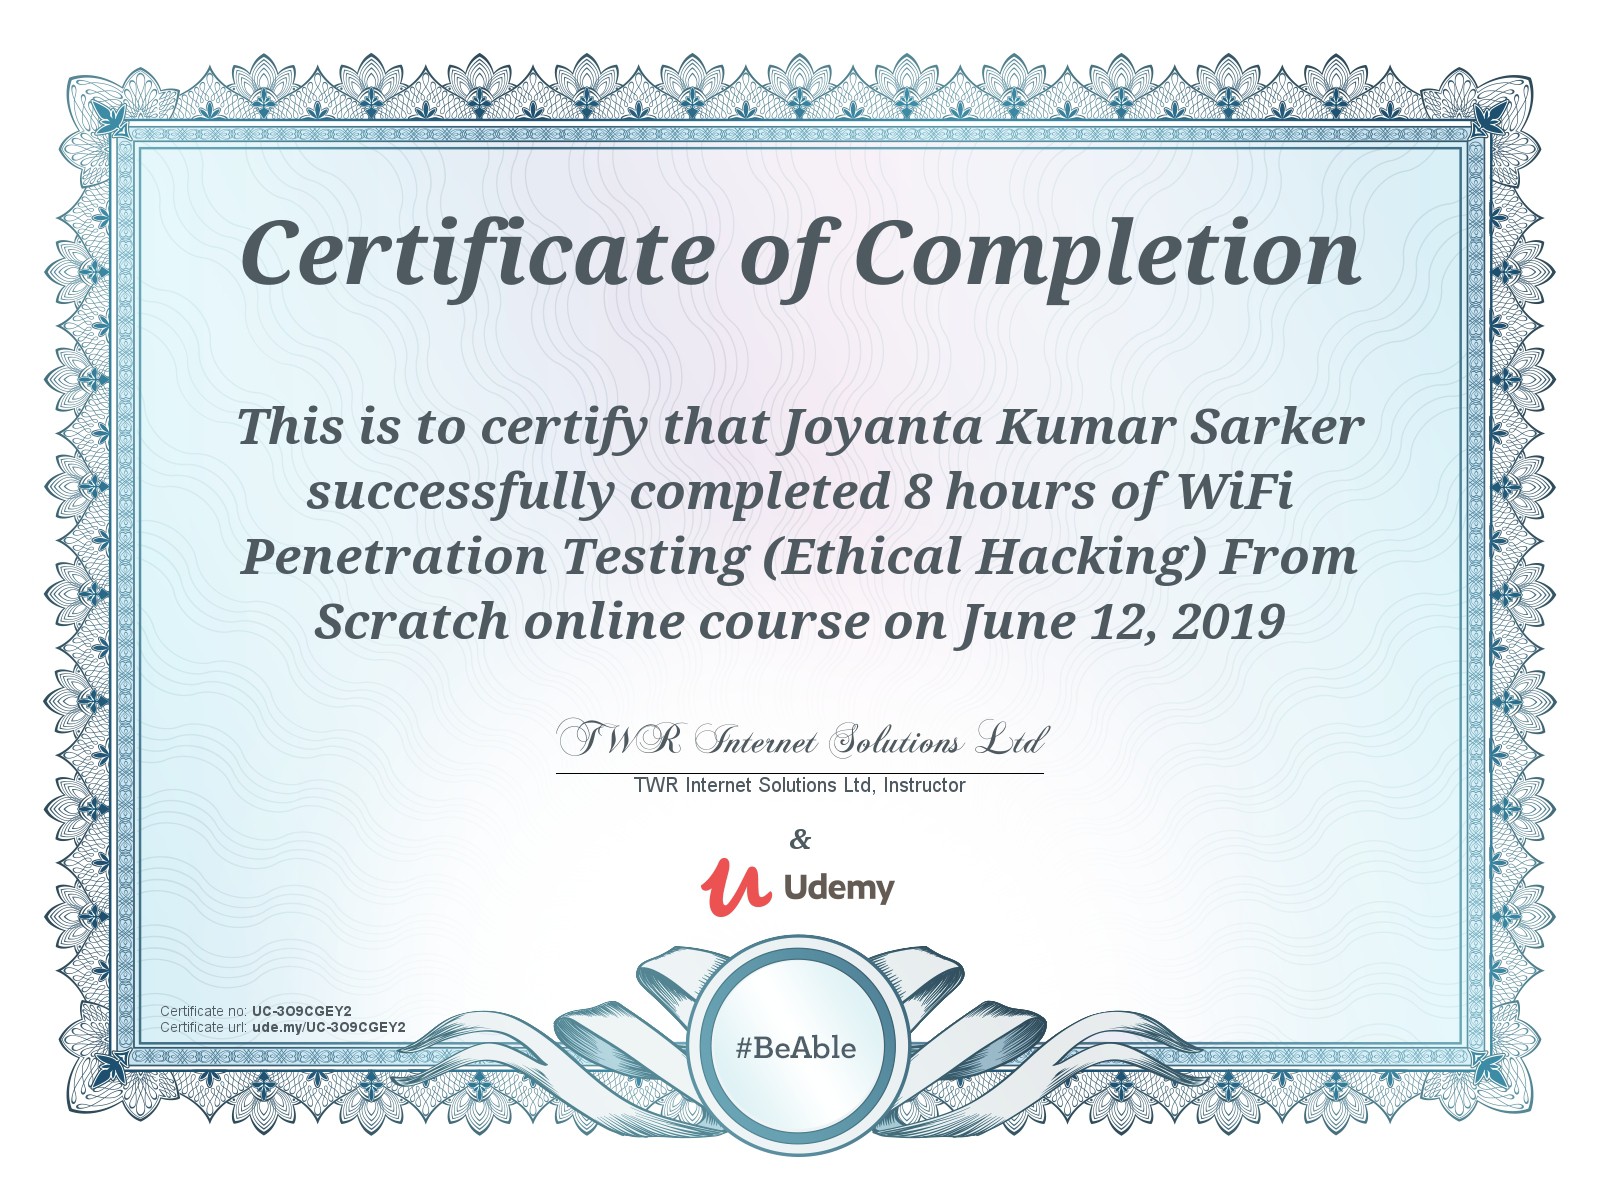 Certificate of Completion
This is to certify that Joyanta Kumar Sarker
successfully completed 8 hours of WiFi
Penetration Testing (Ethical Hacking) From
Scratch online course on June 12, 2019
TWR Internet Solutions Ltd
TWR Internet Solutions Ltd, Instructor
&
Udemy
Certificate no: UC-3O9CGEY2
Certificate url: ude.my/UC-3O9CGEY2
#BeAble